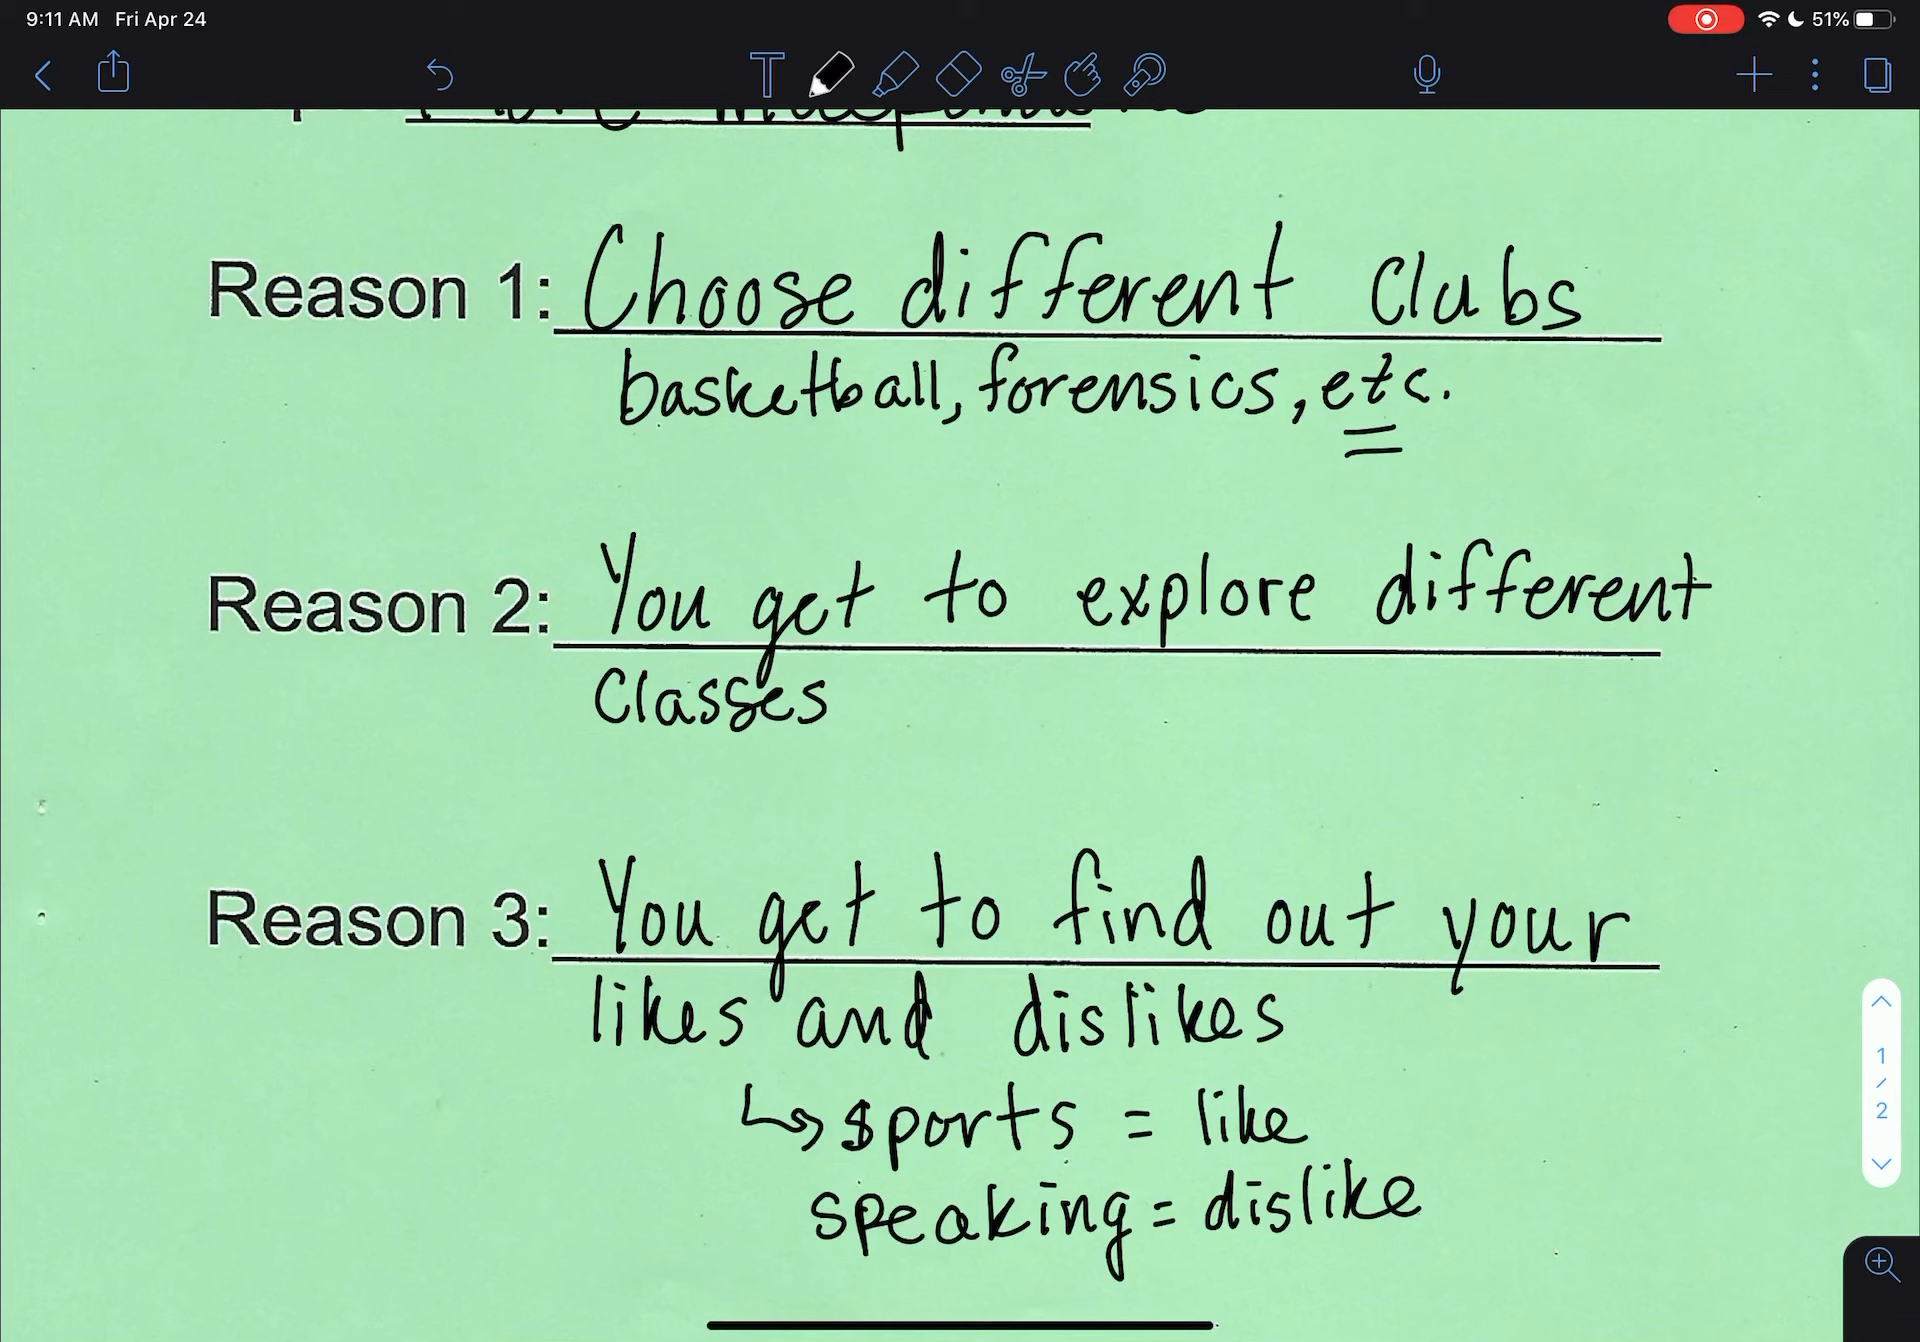 9:11 AM Fri Apr 24
51%
Reason 1: Choose different Clubs
basketball, forensics, etc.
Reason 2: You get to explore different
Classes
Reason 3: You get to find out your
likes and dislikes
↳ sports = like
speaking = dislike
1
/
2